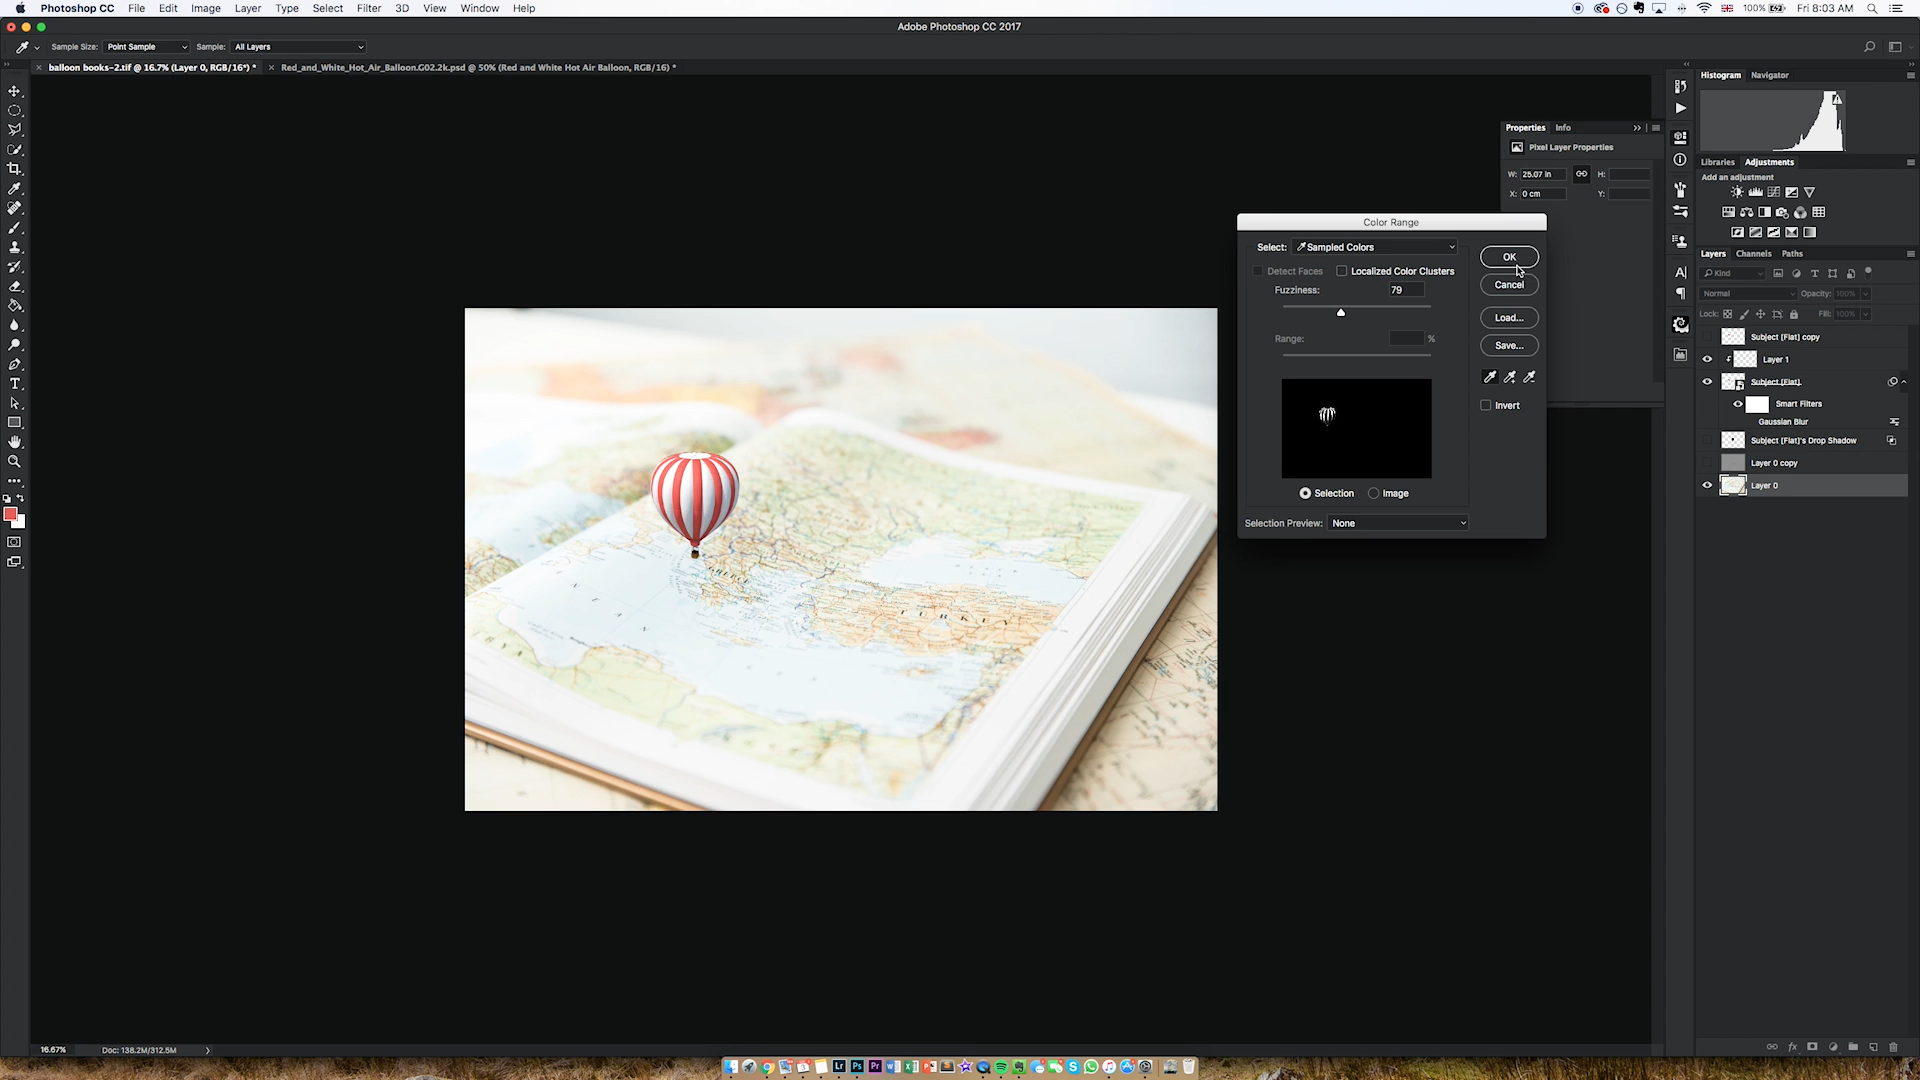 Photoshop CC File Edit Image Layer Type Select Filter 3D View Window Help
100% Fri 8:03 AM
Adobe Photoshop CC 2017
Sample Size: Point Sample Sample: All Layers
balloon books-2.tif @ 16.7% (Layer 0, RGB/16*) *
Red_and_White_Hot_Air_Balloon.G02.2k.psd @ 50% (Red and White Hot Air Balloon, RGB/16) *
Histogram Navigator
Properties Info
Pixel Layer Properties
W: 25.07 in H:
X: 0 cm Y:
Libraries Adjustments
Add an adjustment
Color Range
Select: Sampled Colors
Detect Faces Localized Color Clusters
Fuzziness: 79
Range: %
OK
Cancel
Load...
Save...
Invert
Selection Image
Selection Preview: None
Layers Channels Paths
Kind
Normal Opacity: 100%
Lock: Fill: 100%
Subject [Flat] copy
Layer 1
Subject [Flat]
Smart Filters
Gaussian Blur
Subject [Flat]'s Drop Shadow
Layer 0 copy
Layer 0
GREECE
TURKEY
16.67% Doc: 138.2M/312.5M